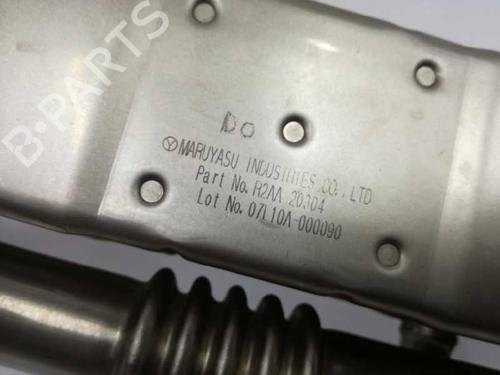 B-PARTS
Do
MARUYASU INDUSTRIES CO., LTD
Part No. R2AA 20304
Lot No. 07L10A-000090